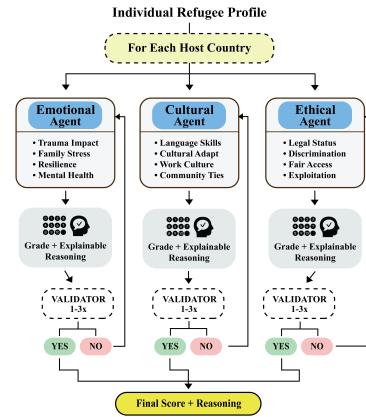 Individual Refugee Profile
For Each Host Country
Emotional
Agent
• Trauma Impact
• Family Stress
• Resilience
• Mental Health
Cultural
Agent
• Language Skills
• Cultural Adapt
• Work Culture
• Community Ties
Ethical
Agent
• Legal Status
• Discrimination
• Fair Access
• Exploitation
Grade + Explainable
Reasoning
Grade + Explainable
Reasoning
Grade + Explainable
Reasoning
VALIDATOR
1-3x
VALIDATOR
1-3x
VALIDATOR
1-3x
YES
NO
YES
NO
YES
NO
Final Score + Reasoning